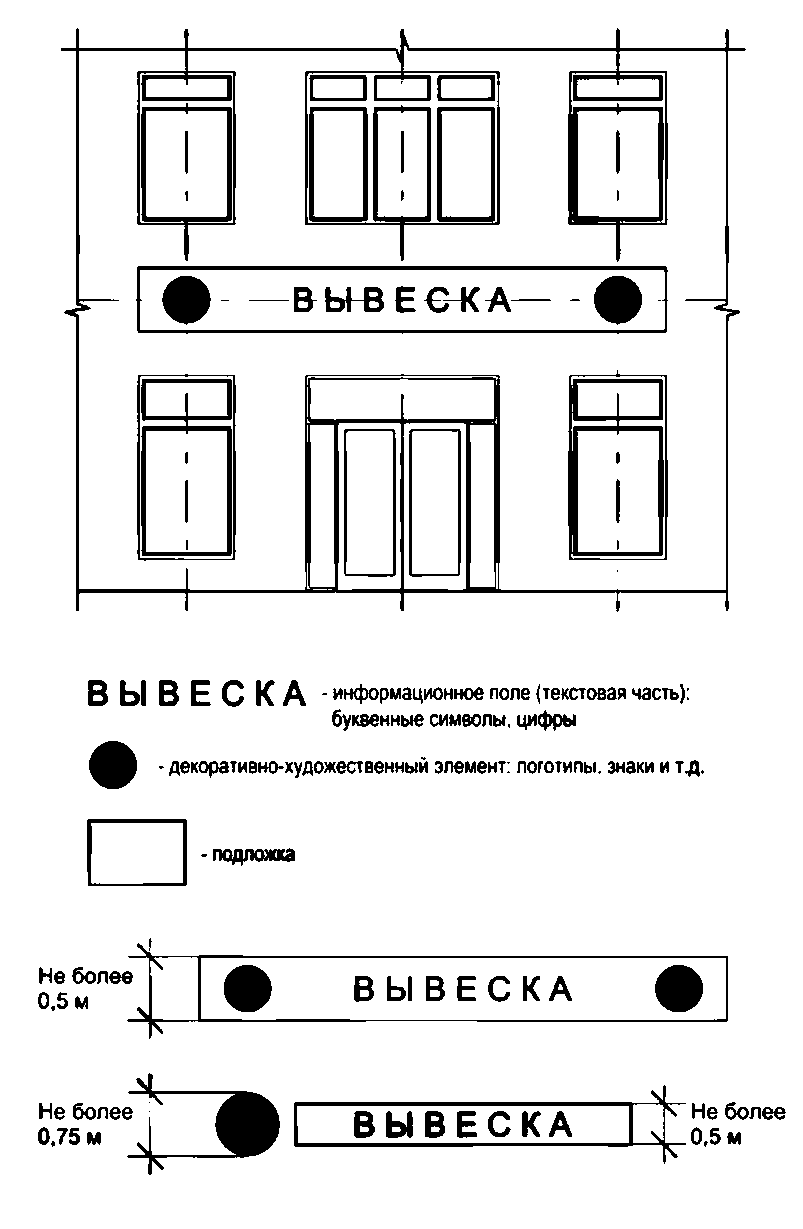 ВЫВЕСКА
ВЫВЕСКА - информационное поле (текстовая часть):
буквенные символы, цифры
- декоративно-художественный элемент: логотипы, знаки и т.д.
- подложка
Не более
0,5 м
ВЫВЕСКА
Не более
0,75 м
ВЫВЕСКА
Не более
0,5 м